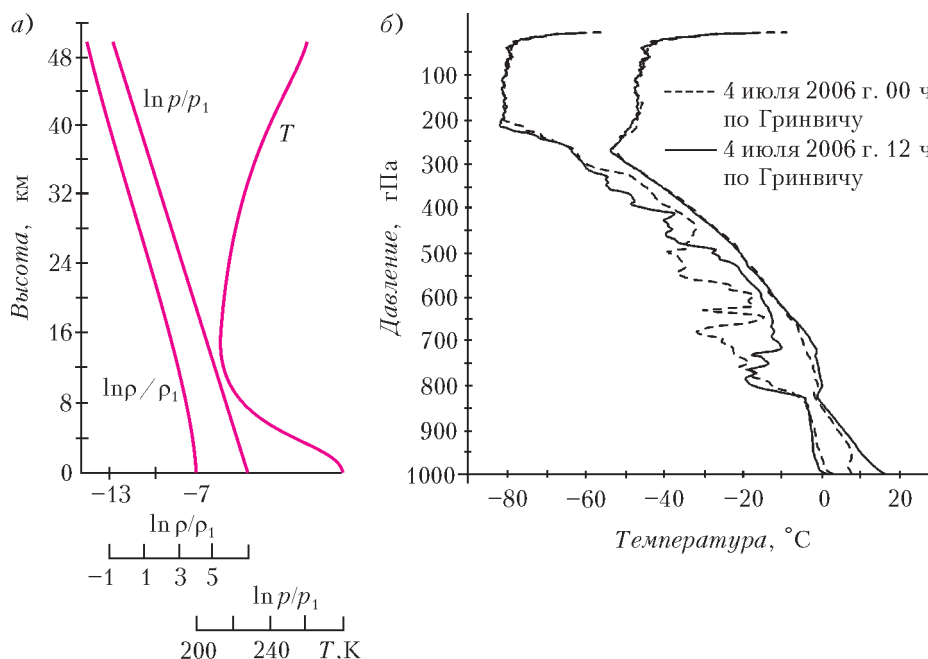 а)
48
40
32
24
16
8
0
Высота, км
ln p/p₁
T
lnρ/ρ₁
−13
−7
ln ρ/ρ₁
−1 1 3 5
ln p/p₁
200 240 T,К
б)
100
200
300
400
500
600
700
800
900
1000
Давление, гПа
4 июля 2006 г. 00 ч
по Гринвичу
4 июля 2006 г. 12 ч
по Гринвичу
−80 −60 −40 −20 0 20
Температура, °С